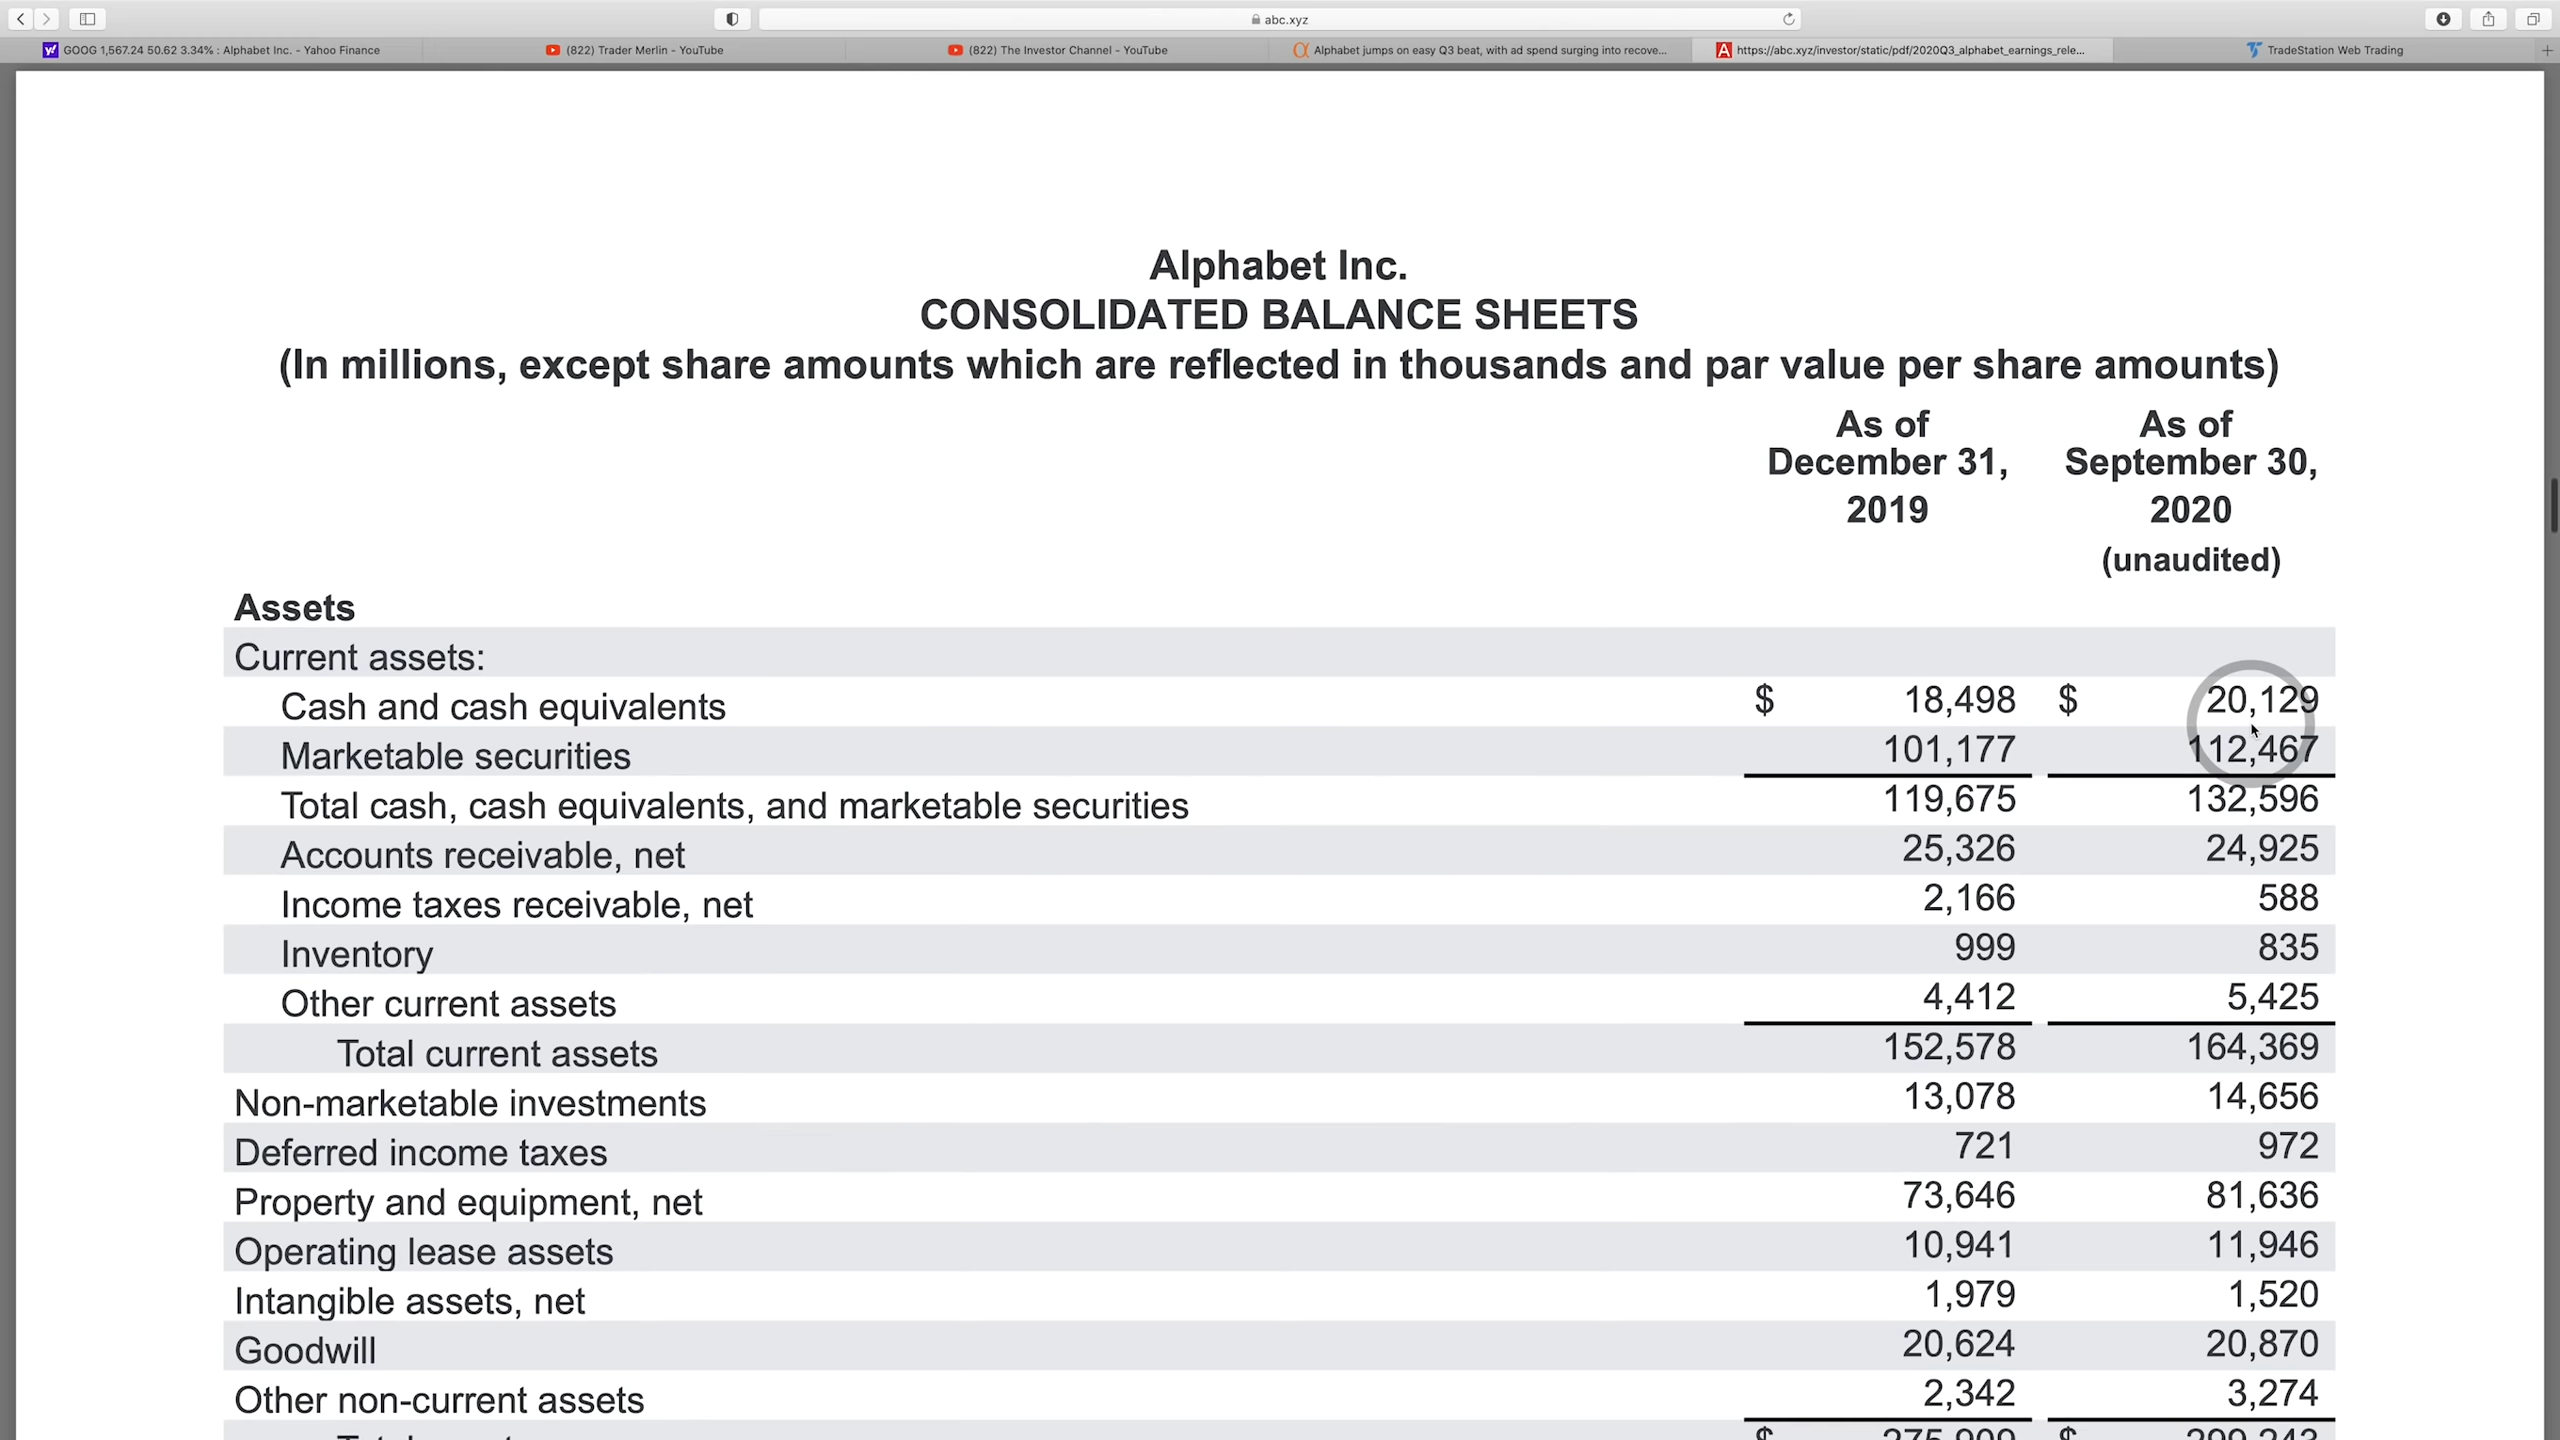 abc.xyz
GOOG 1,567.24 50.62 3.34% : Alphabet Inc. - Yahoo Finance
(822) Trader Merlin - YouTube
(822) The Investor Channel - YouTube
Alphabet jumps on easy Q3 beat, with ad spend surging into recove...
https://abc.xyz/investor/static/pdf/2020Q3_alphabet_earnings_rele...
TradeStation Web Trading
Alphabet Inc.
CONSOLIDATED BALANCE SHEETS
(In millions, except share amounts which are reflected in thousands and par value per share amounts)
As of December 31, 2019
As of September 30, 2020
(unaudited)
Assets
Current assets:
Cash and cash equivalents $ 18,498 $ 20,129
Marketable securities 101,177 112,467
Total cash, cash equivalents, and marketable securities 119,675 132,596
Accounts receivable, net 25,326 24,925
Income taxes receivable, net 2,166 588
Inventory 999 835
Other current assets 4,412 5,425
Total current assets 152,578 164,369
Non-marketable investments 13,078 14,656
Deferred income taxes 721 972
Property and equipment, net 73,646 81,636
Operating lease assets 10,941 11,946
Intangible assets, net 1,979 1,520
Goodwill 20,624 20,870
Other non-current assets 2,342 3,274